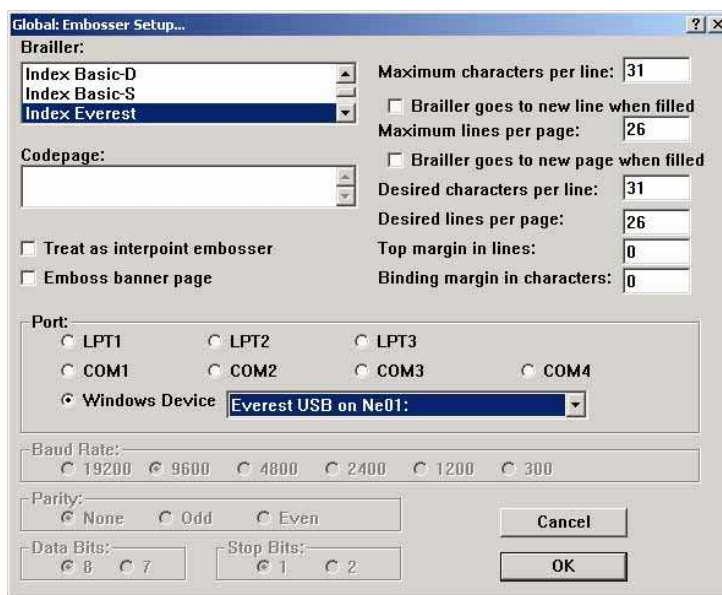 Global: Embosser Setup...
Brailler:
Index Basic-D
Index Basic-S
Index Everest
Codepage:
Treat as interpoint embosser
Emboss banner page
Maximum characters per line: 31
Brailler goes to new line when filled
Maximum lines per page: 26
Brailler goes to new page when filled
Desired characters per line: 31
Desired lines per page: 26
Top margin in lines: 0
Binding margin in characters: 0
Port:
LPT1 LPT2 LPT3
COM1 COM2 COM3 COM4
Windows Device Everest USB on Ne01:
Baud Rate:
19200 9600 4800 2400 1200 300
Parity:
None Odd Even
Data Bits: Stop Bits:
8 7 1 2
Cancel
OK